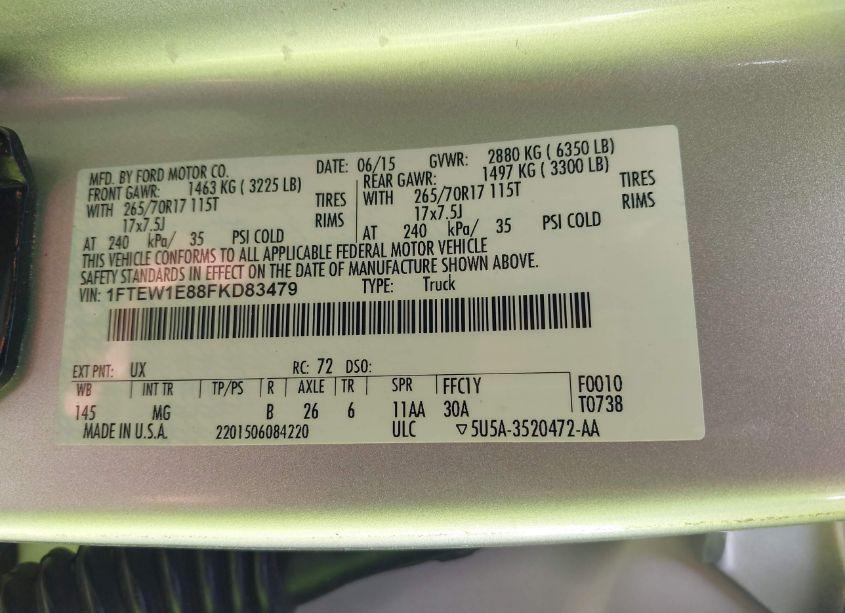 MFD. BY FORD MOTOR CO. DATE: 06/15 GVWR: 2880 KG ( 6350 LB)
FRONT GAWR: 1463 KG ( 3225 LB) REAR GAWR: 1497 KG ( 3300 LB)
WITH 265/70R17 115T TIRES WITH 265/70R17 115T TIRES
17x7.5J RIMS 17x7.5J RIMS
AT 240 kPa/ 35 PSI COLD AT 240 kPa/ 35 PSI COLD
THIS VEHICLE CONFORMS TO ALL APPLICABLE FEDERAL MOTOR VEHICLE
SAFETY STANDARDS IN EFFECT ON THE DATE OF MANUFACTURE SHOWN ABOVE.
VIN: 1FTEW1E88FKD83479 TYPE: Truck
EXT PNT: UX RC: 72 DSO:
WB INT TR TP/PS R AXLE TR SPR FFC1Y F0010
145 MG B 26 6 11AA 30A T0738
MADE IN U.S.A. 2201506084220 ULC ▽5U5A-3520472-AA